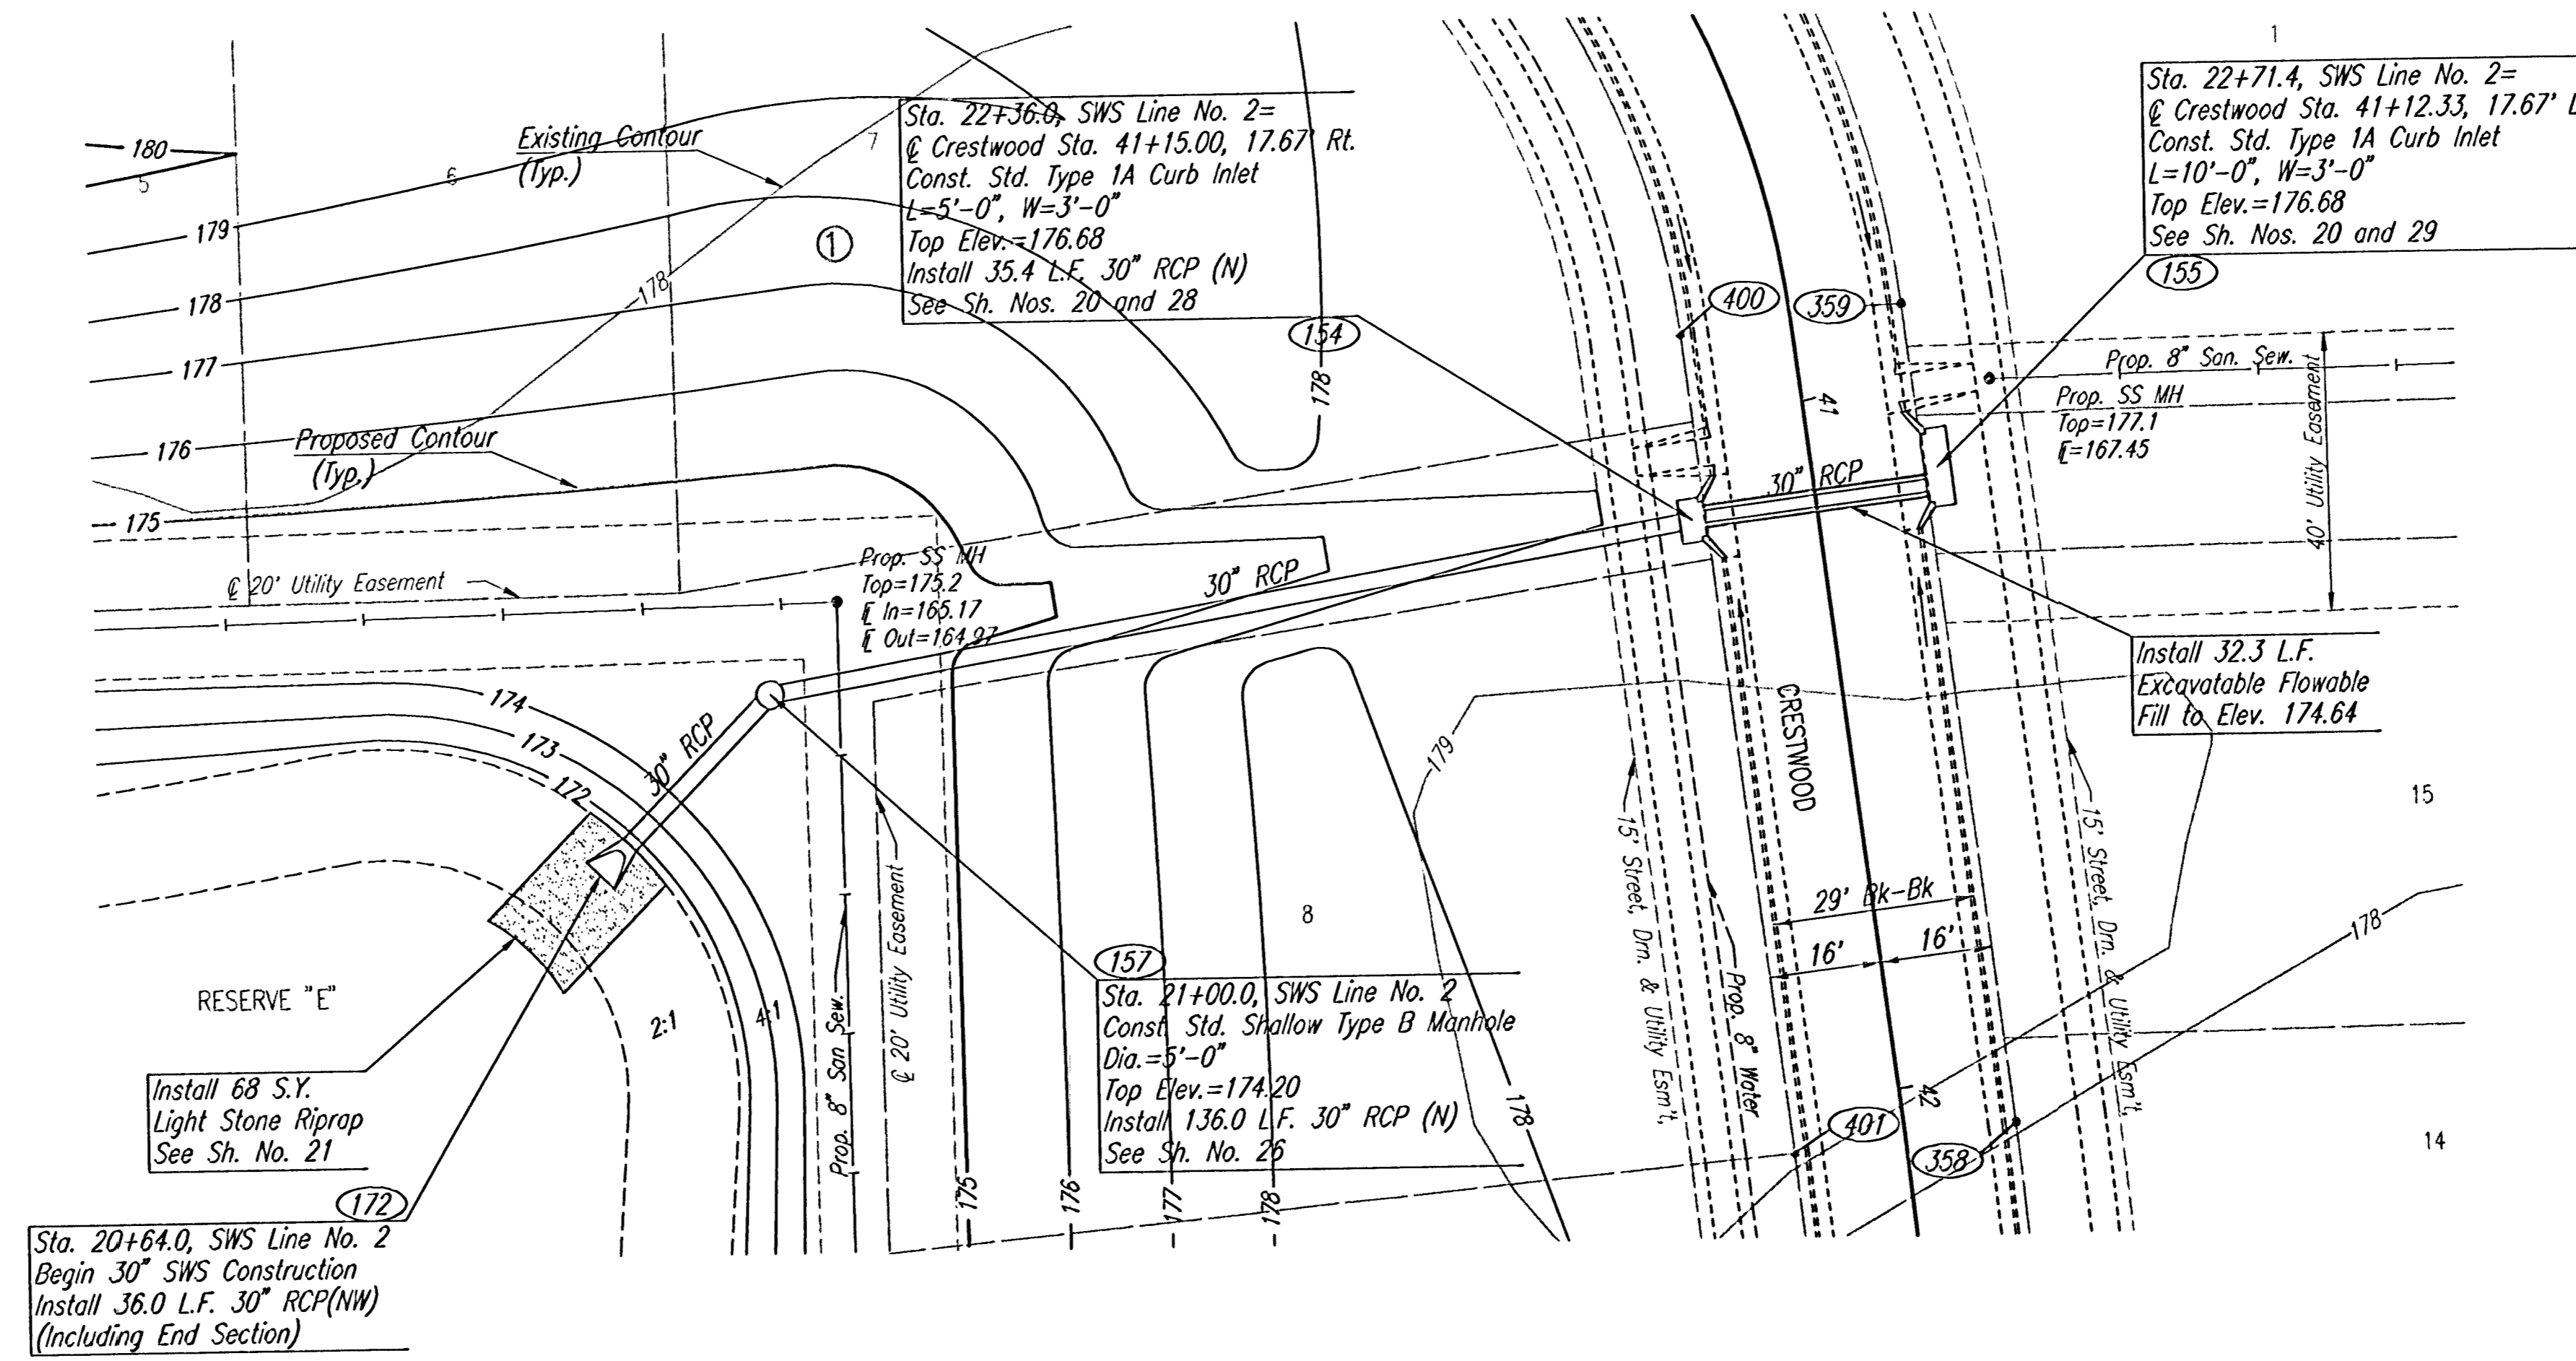 1
Sta. 22+71.4, SWS Line No. 2=
℄ Crestwood Sta. 41+12.33, 17.67' L
Const. Std. Type 1A Curb Inlet
L=10'-0", W=3'-0"
Top Elev.=176.68
See Sh. Nos. 20 and 29
155
Sta. 22+36.0, SWS Line No. 2=
℄ Crestwood Sta. 41+15.00, 17.67' Rt.
Const. Std. Type 1A Curb Inlet
L=5'-0", W=3'-0"
Top Elev.=176.68
Install 35.4 L.F. 30" RCP (N)
See Sh. Nos. 20 and 28
154
Existing Contour
(Typ.)
180
5
6
7
179
178
177
176
175
178
1
178
400
359
41
Proposed Contour
(Typ.)
Prop. 8" San. Sew.
Prop. SS MH
Top=177.1
℄=167.45
40' Utility Easement
30" RCP
℄ 20' Utility Easement
Prop. SS MH
Top=175.2
℄ In=165.17
℄ Out=164.97
30" RCP
Install 32.3 L.F.
Excavatable Flowable
Fill to Elev. 174.64
174
173
172
30" RCP
CRESTWOOD
179
15
15' Street, Drn. & Utility Esm't.
15' Street, Drn. & Utility Esm't.
29' Bk-Bk
16'
16'
8
178
RESERVE "E"
2:1
4:1
Prop. 8" San Sew.
℄ 20' Utility Easement
Prop. 8" Water
157
Sta. 21+00.0, SWS Line No. 2
Const. Std. Shallow Type B Manhole
Dia.=5'-0"
Top Elev.=174.20
Install 136.0 L.F. 30" RCP (N)
See Sh. No. 26
178
42
401
358
14
Install 68 S.Y.
Light Stone Riprap
See Sh. No. 21
175
176
177
178
172
Sta. 20+64.0, SWS Line No. 2
Begin 30" SWS Construction
Install 36.0 L.F. 30" RCP(NW)
(Including End Section)